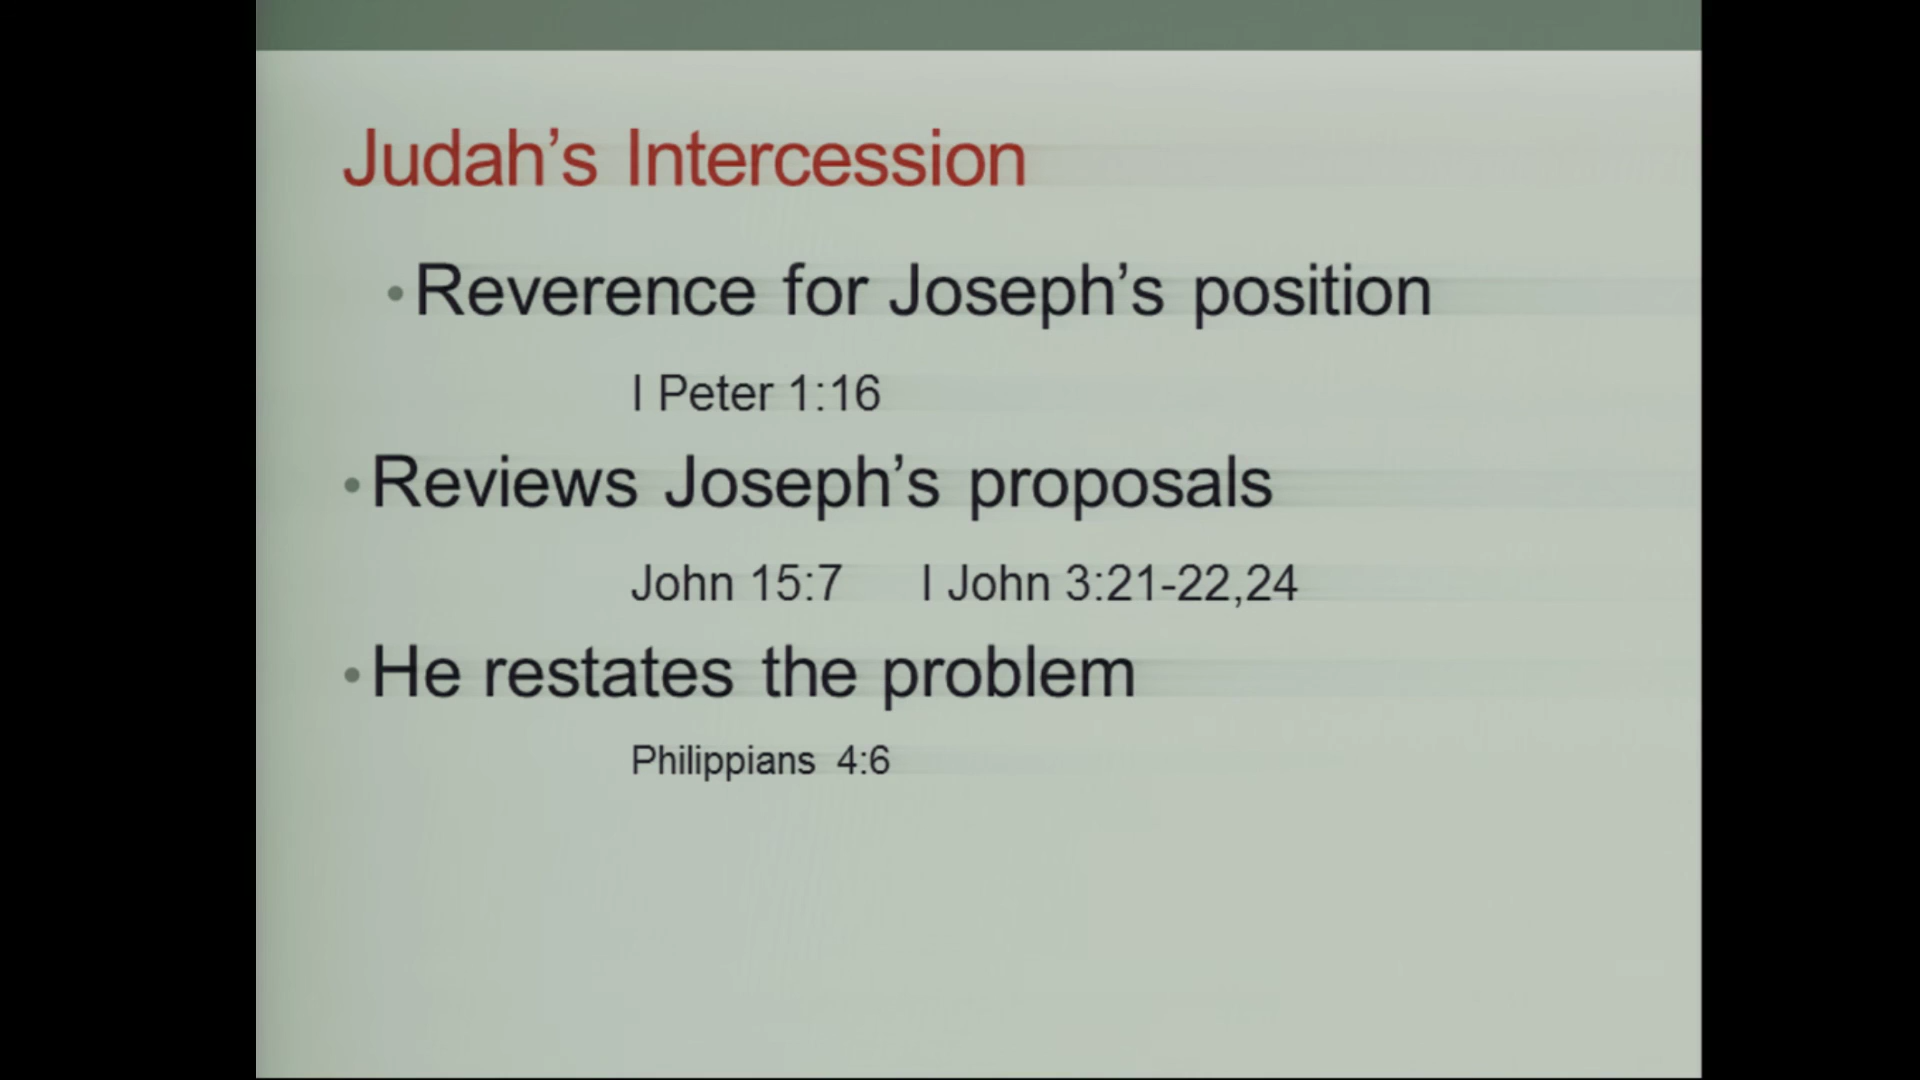 Judah’s Intercession
•Reverence for Joseph’s position
I Peter 1:16
•Reviews Joseph’s proposals
John 15:7 I John 3:21-22,24
•He restates the problem
Philippians 4:6